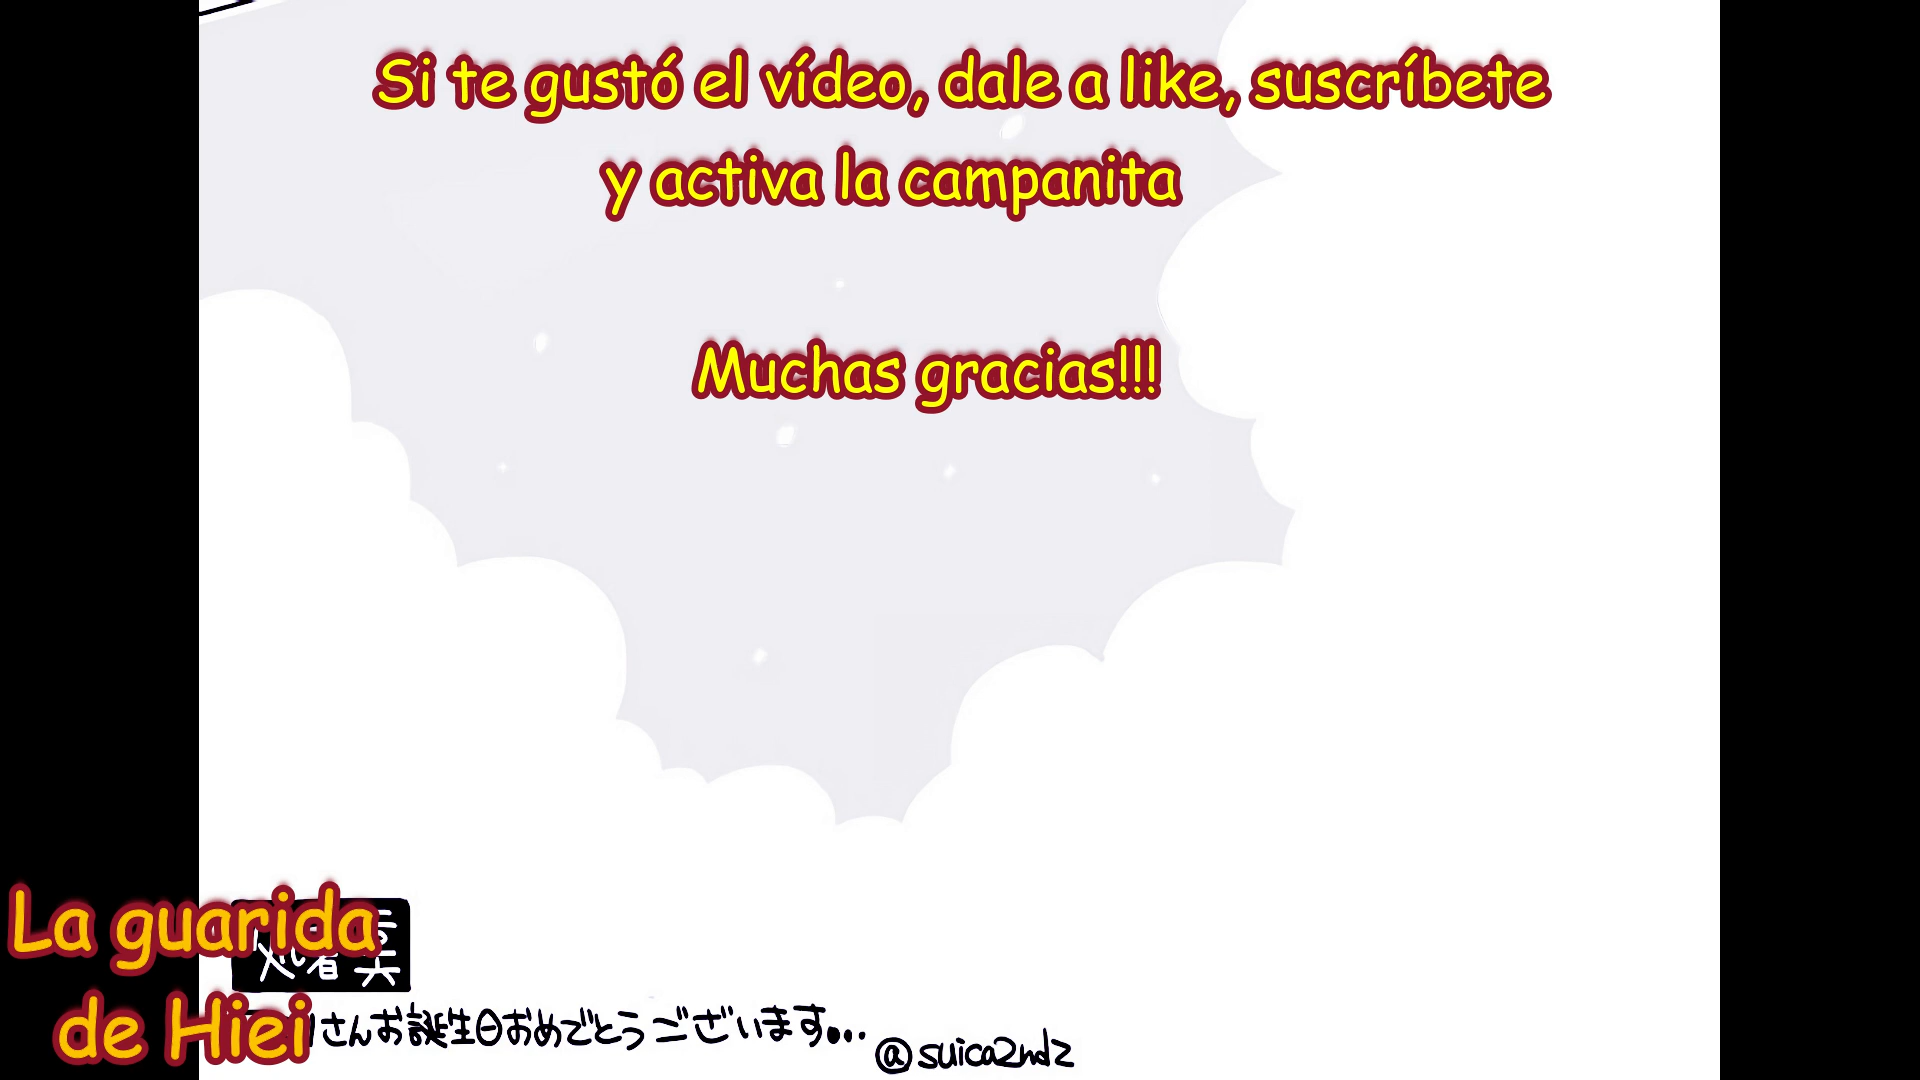 Si te gustó el vídeo, dale a like, suscríbete
y activa la campanita
Muchas gracias!!!
La guarida
de Hiei
さんお誕生日おめでとうございます...
@suica2ndz